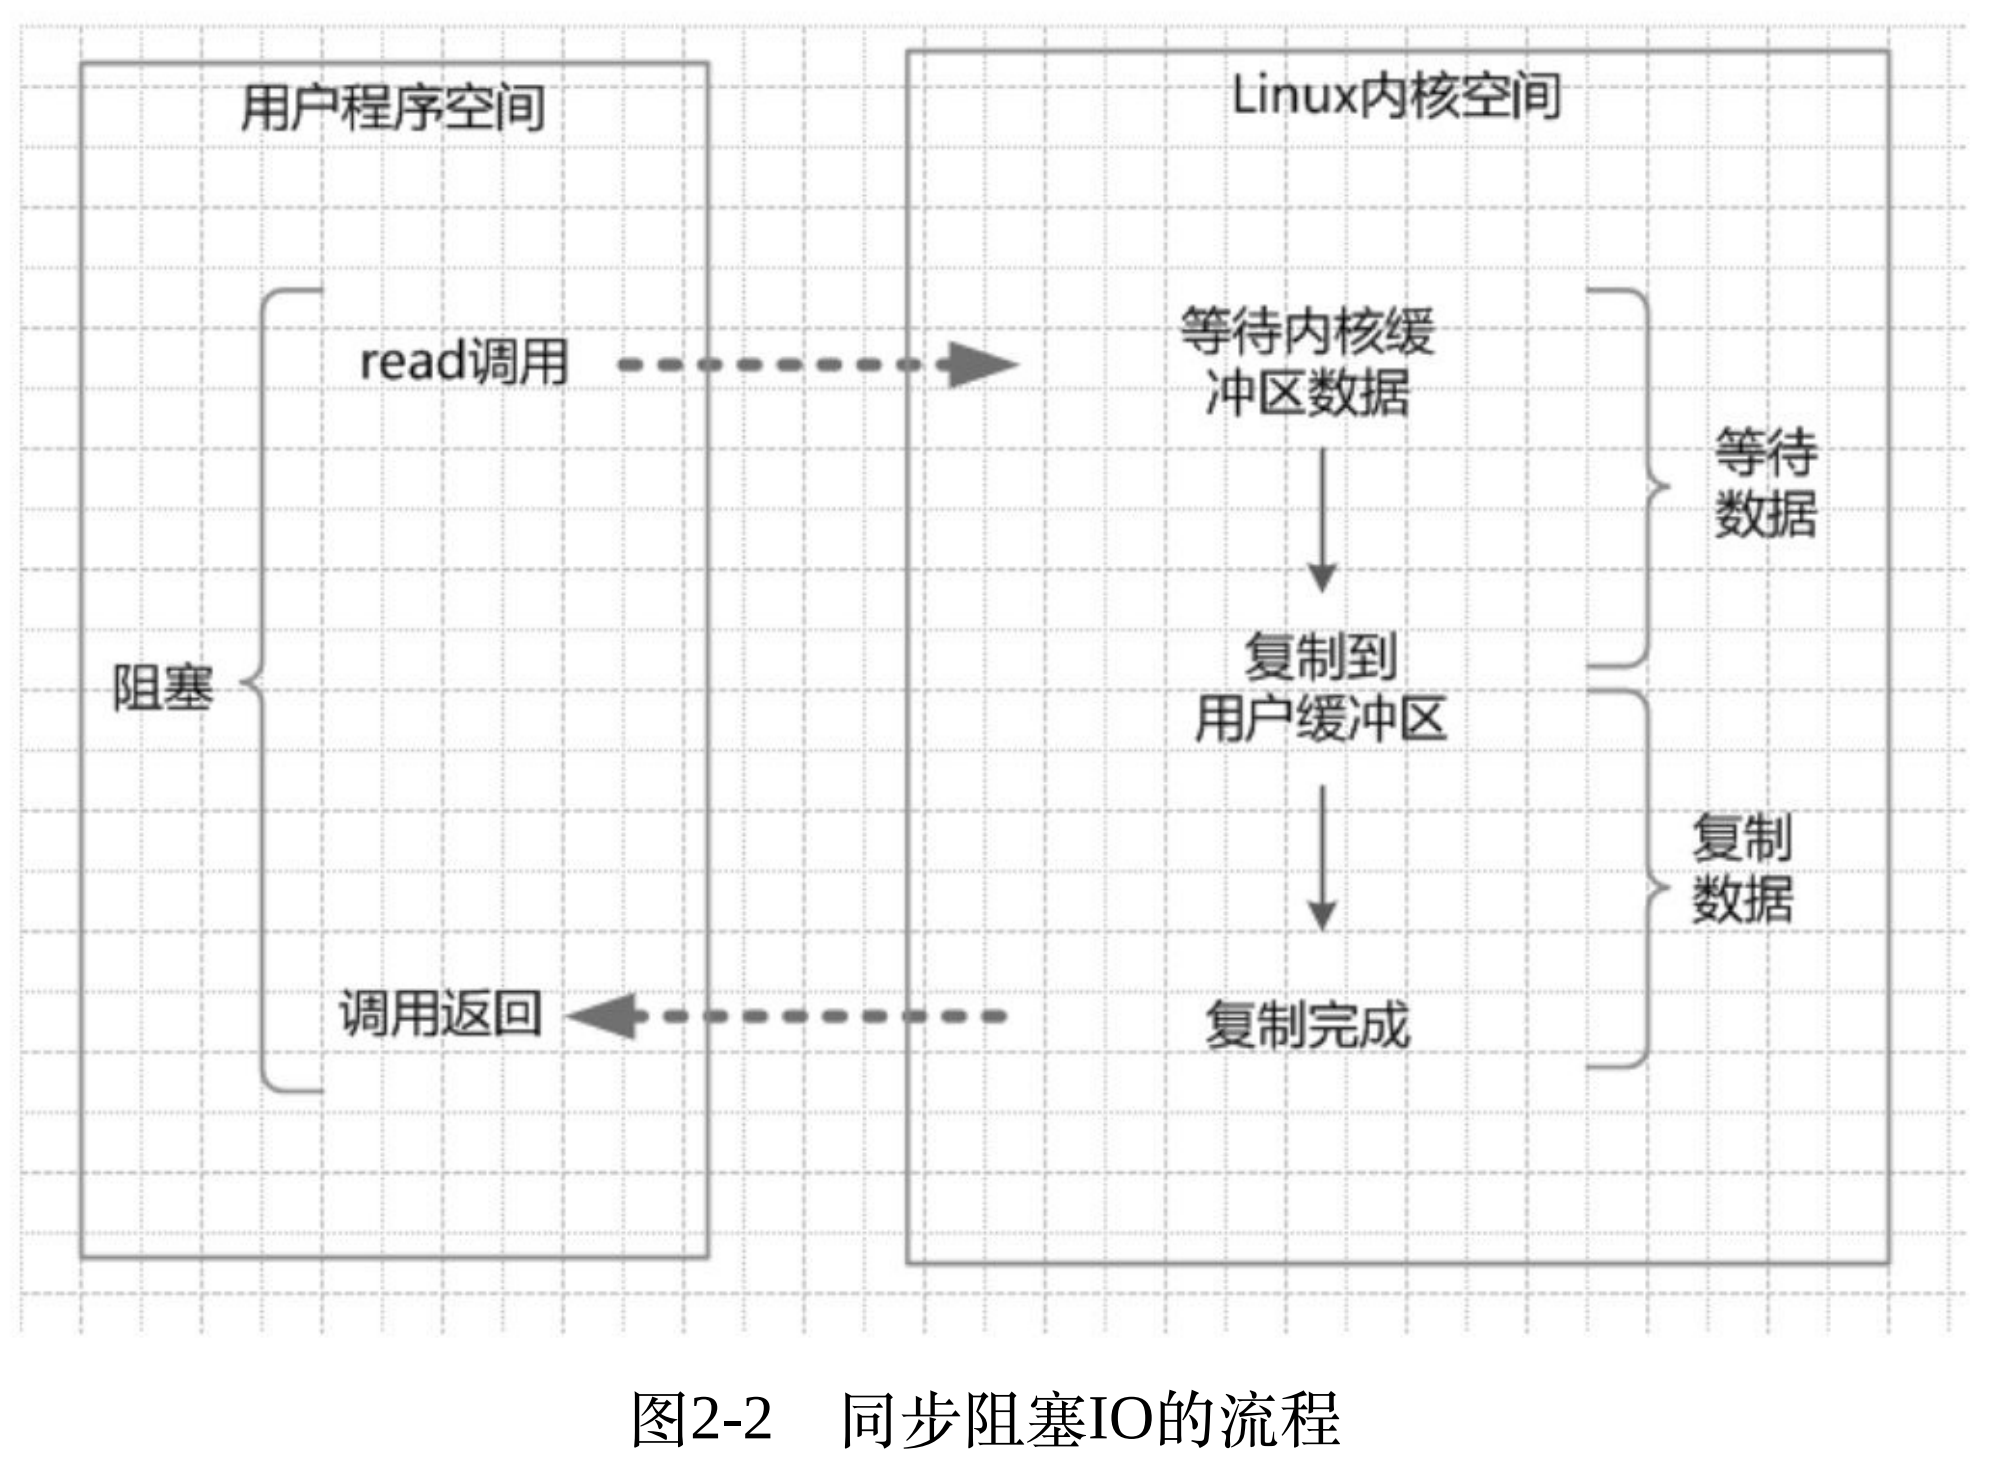 用户程序空间
Linux内核空间
read调用
等待内核缓
冲区数据
等待
数据
阻塞
复制到
用户缓冲区
复制
数据
调用返回
复制完成
图2-2 同步阻塞IO的流程